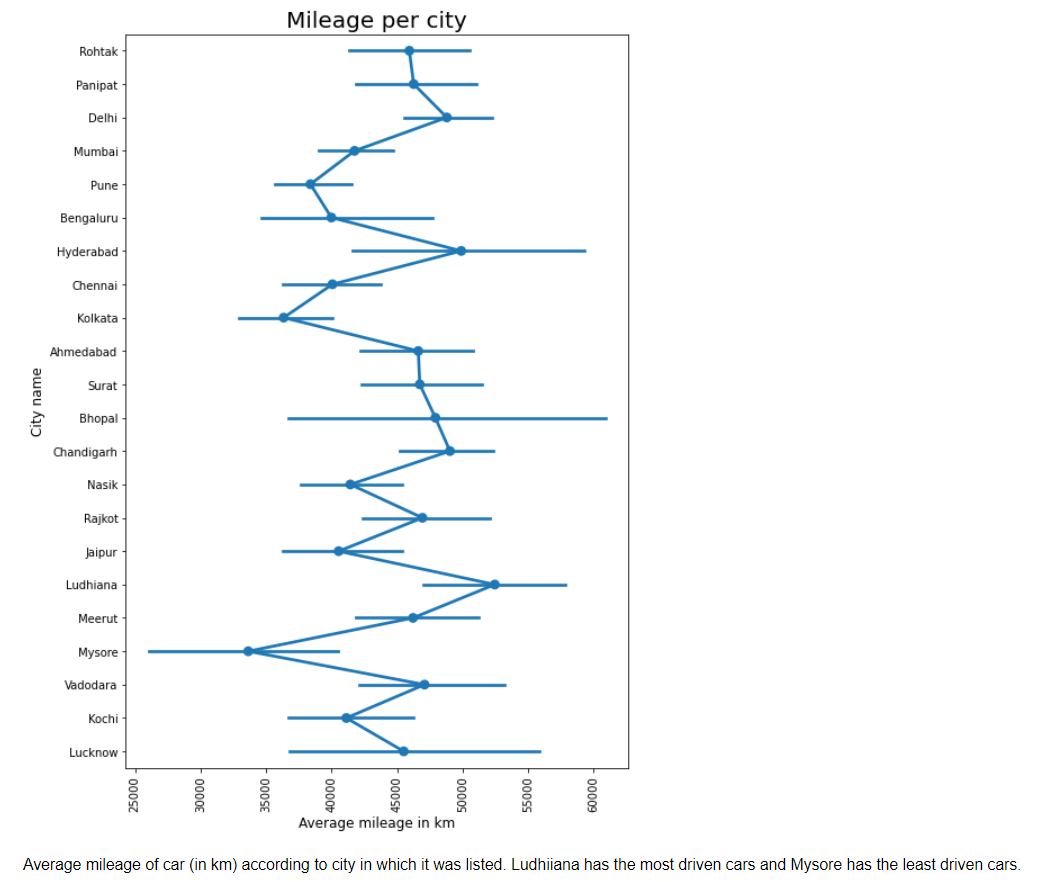 Mileage per city
Rohtak
Panipat
Delhi
Mumbai
Pune
Bengaluru
Hyderabad
Chennai
Kolkata
Ahmedabad
Surat
Bhopal
Chandigarh
Nasik
Rajkot
Jaipur
Ludhiana
Meerut
Mysore
Vadodara
Kochi
Lucknow
City name
25000
30000
35000
40000
45000
50000
55000
60000
Average mileage in km
Average mileage of car (in km) according to city in which it was listed. Ludhiiana has the most driven cars and Mysore has the least driven cars.